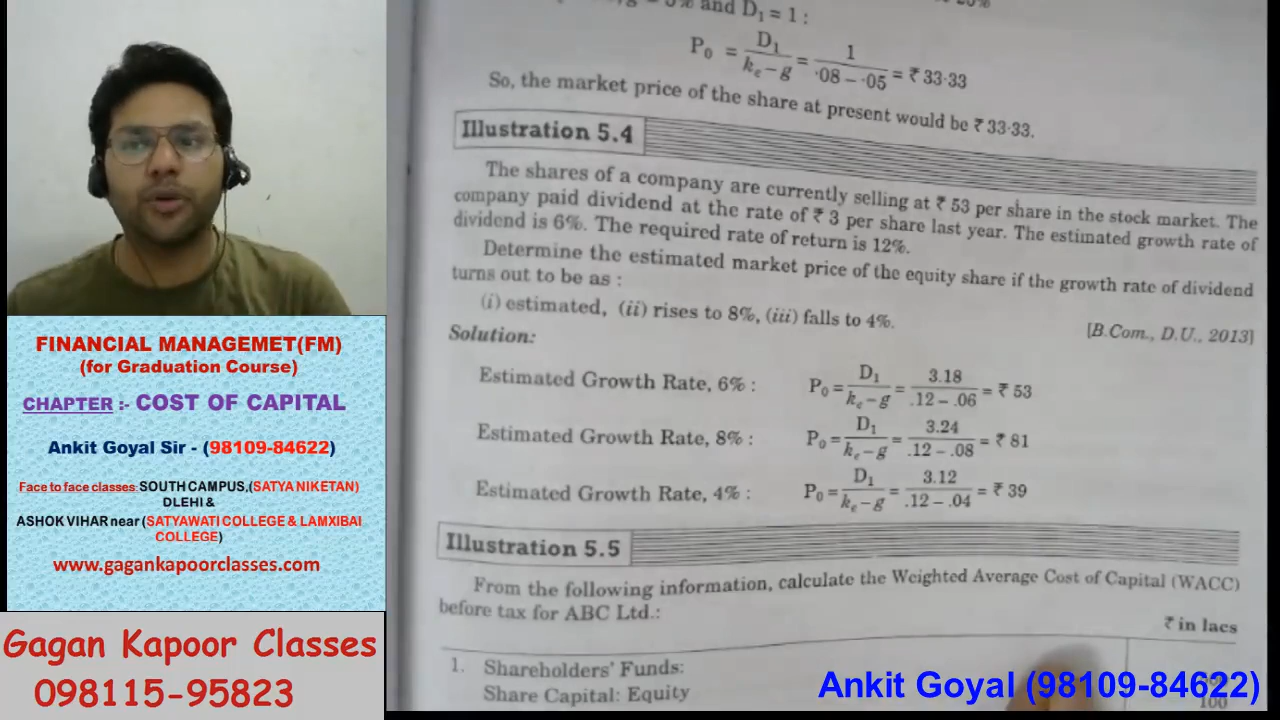 FINANCIAL MANAGEMET(FM)
(for Graduation Course)
CHAPTER :- COST OF CAPITAL
Ankit Goyal Sir - (98109-84622)
Face to face classes: SOUTH CAMPUS,(SATYA NIKETAN)
DLEHI &
ASHOK VIHAR near (SATYAWATI COLLEGE & LAMXIBAI
COLLEGE)
www.gagankapoorclasses.com
Gagan Kapoor Classes
098115-95823
and D₁ = 1 :
P₀ = D₁ / (kₑ – g) = 1 / (·08 – ·05) = ₹ 33·33
So, the market price of the share at present would be ₹ 33·33.
Illustration 5.4
The shares of a company are currently selling at ₹ 53 per share in the stock market. The
company paid dividend at the rate of ₹ 3 per share last year. The estimated growth rate of
dividend is 6%. The required rate of return is 12%.
Determine the estimated market price of the equity share if the growth rate of dividend
turns out to be as :
(i) estimated, (ii) rises to 8%, (iii) falls to 4%.
[B.Com., D.U., 2013]
Solution:
Estimated Growth Rate, 6% : P₀ = D₁ / (kₑ – g) = 3.18 / (.12 – .06) = ₹ 53
Estimated Growth Rate, 8% : P₀ = D₁ / (kₑ – g) = 3.24 / (.12 – .08) = ₹ 81
Estimated Growth Rate, 4% : P₀ = D₁ / (kₑ – g) = 3.12 / (.12 – .04) = ₹ 39
Illustration 5.5
From the following information, calculate the Weighted Average Cost of Capital (WACC)
before tax for ABC Ltd.:
₹ in lacs
1. Shareholders' Funds:
Share Capital: Equity
100
Ankit Goyal (98109-84622)